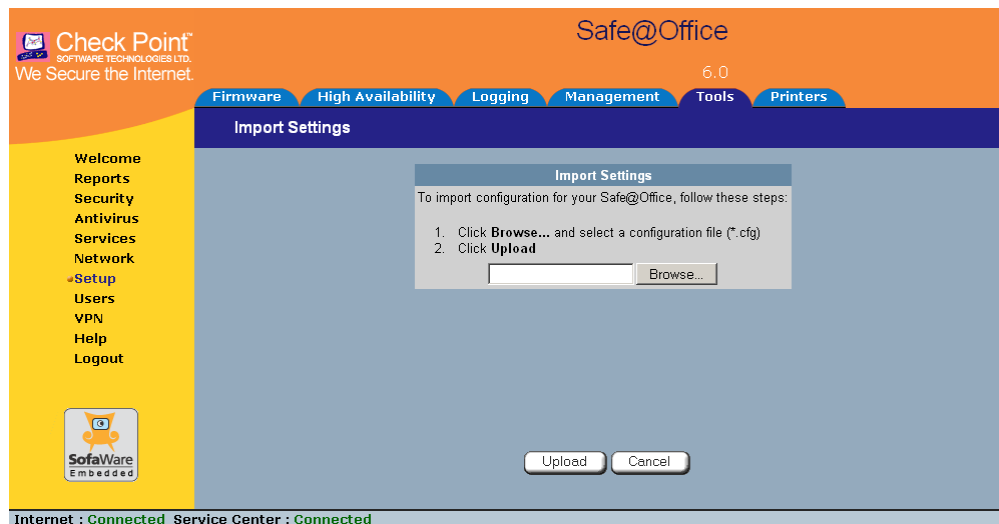 Check Point™
SOFTWARE TECHNOLOGIES LTD.
We Secure the Internet.
Safe@Office
6.0
Firmware High Availability Logging Management Tools Printers
Import Settings
Welcome
Reports
Security
Antivirus
Services
Network
Setup
Users
VPN
Help
Logout
SofaWare
Embedded
Import Settings
To import configuration for your Safe@Office, follow these steps:
1. Click Browse... and select a configuration file (*.cfg)
2. Click Upload
Browse...
Upload Cancel
Internet : Connected Service Center : Connected